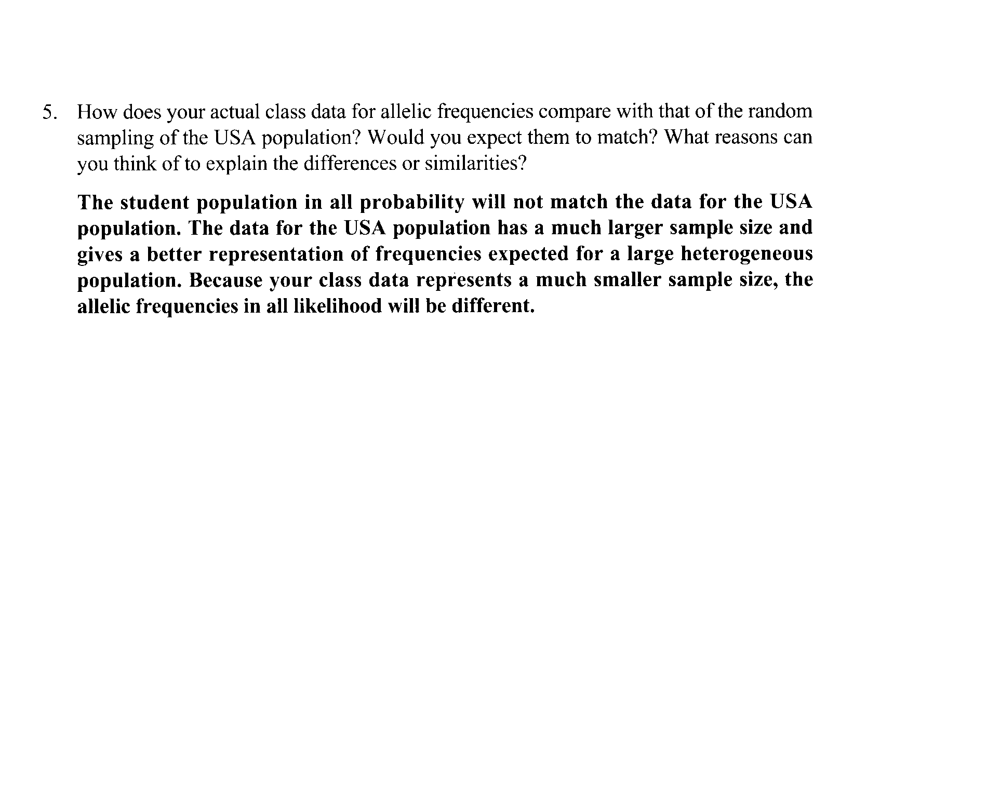 5. How does your actual class data for allelic frequencies compare with that of the random
sampling of the USA population? Would you expect them to match? What reasons can
you think of to explain the differences or similarities?
The student population in all probability will not match the data for the USA
population. The data for the USA population has a much larger sample size and
gives a better representation of frequencies expected for a large heterogeneous
population. Because your class data represents a much smaller sample size, the
allelic frequencies in all likelihood will be different.